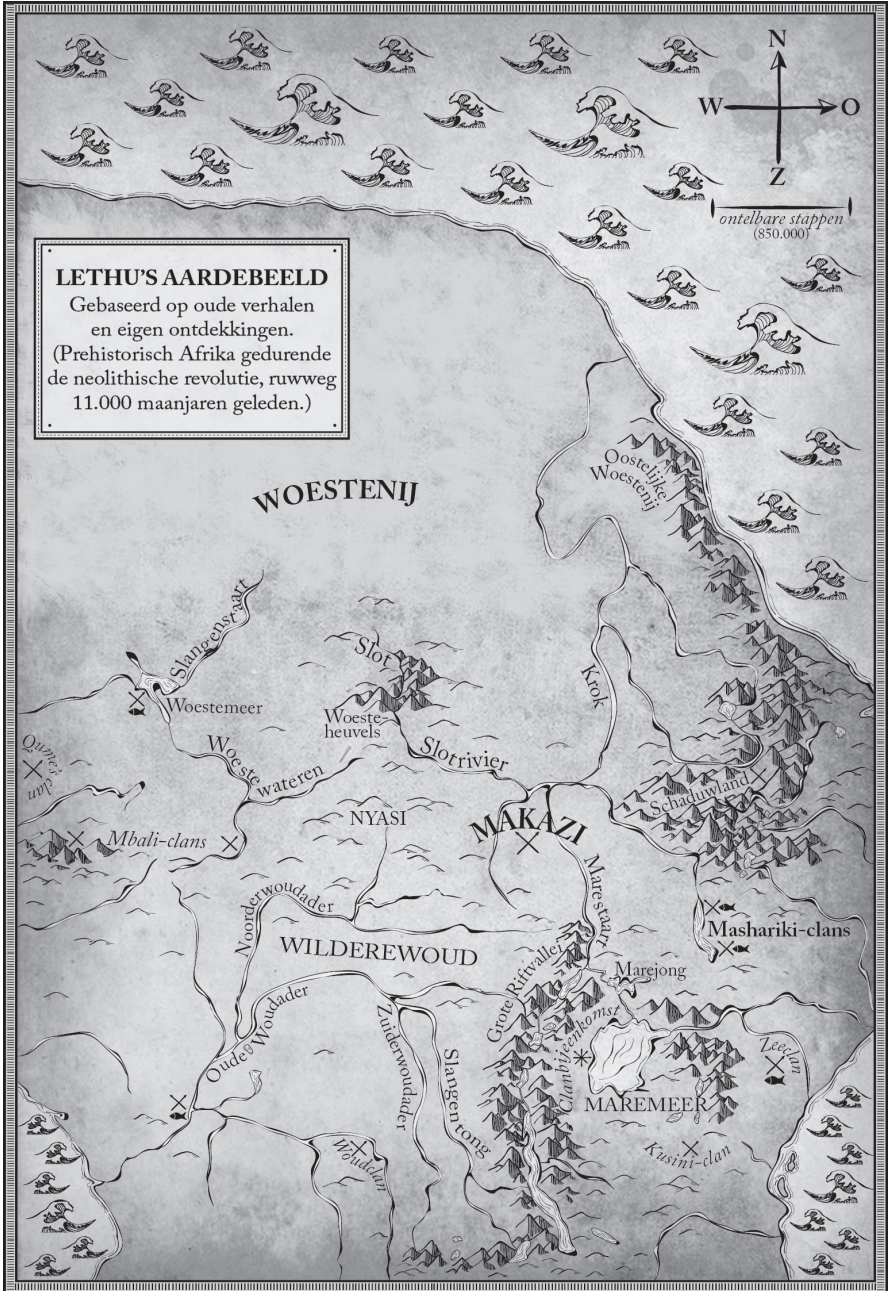 N
W
O
Z
ontelbare stappen
(850.000)
LETHU'S AARDEBEELD
Gebaseerd op oude verhalen
en eigen ontdekkingen.
(Prehistorisch Afrika gedurende
de neolithische revolutie, ruwweg
11.000 maanjaren geleden.)
Oostelijke
Woestenij
WOESTENIJ
Slangenstaart
Slot
Krok
Woestemeer
Woeste-
heuvels
Qume's
clan
Woeste
wateren
Slotrivier
Schaduwland
NYASI
MAKAZI
Mbali-clans
Marestaart
Noorderwoudader
Mashariki-clans
WILDEREWOUD
Grote Riftvallei
Marejong
Oude Woudader
Zuiderwoudader
Slangentong
Clanbijeenkomst
Zeeclan
MAREMEER
Woudclan
Kusini-clan